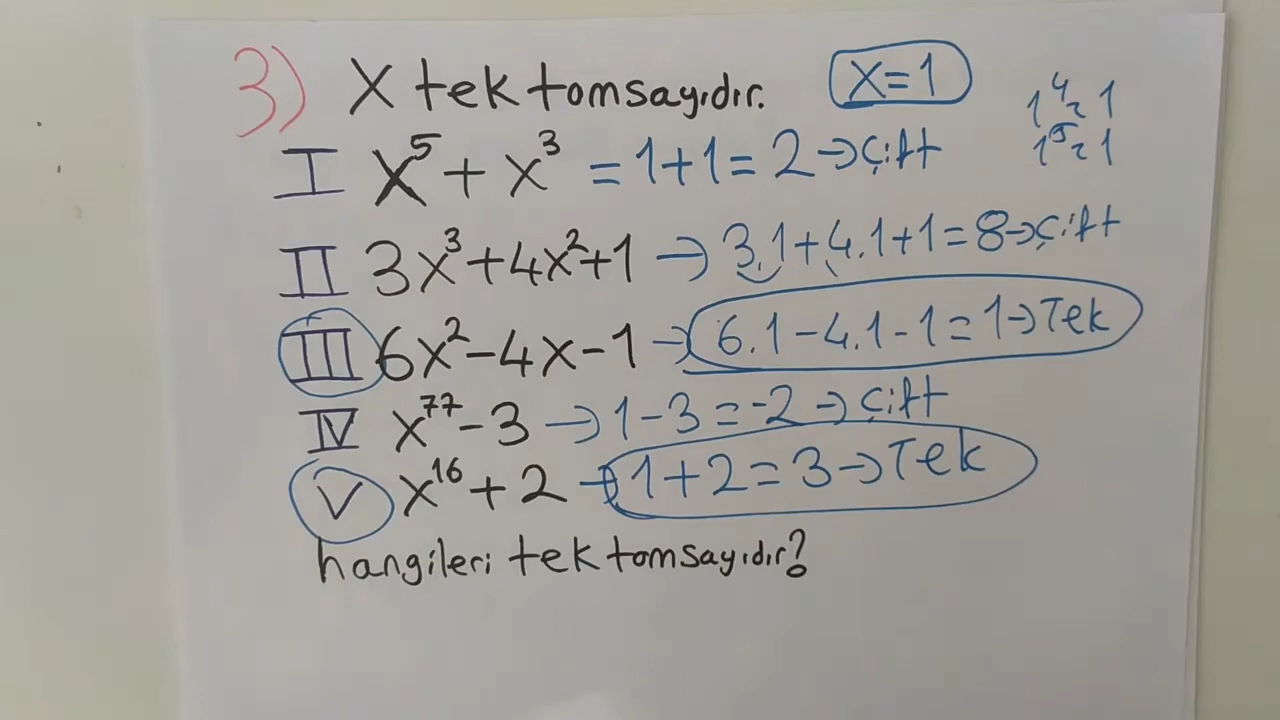 3) X tek tamsayıdır. X=1
1⁴=1
1⁵=1
I x⁵+x³ =1+1=2→Çift
II 3x³+4x²+1 →3.1+4.1+1=8→Çift
III 6x²-4x-1 →6.1-4.1-1=1→Tek
IV x⁷⁷-3 →1-3=-2→Çift
V x¹⁶+2 →1+2=3→Tek
hangileri tek tamsayıdır?